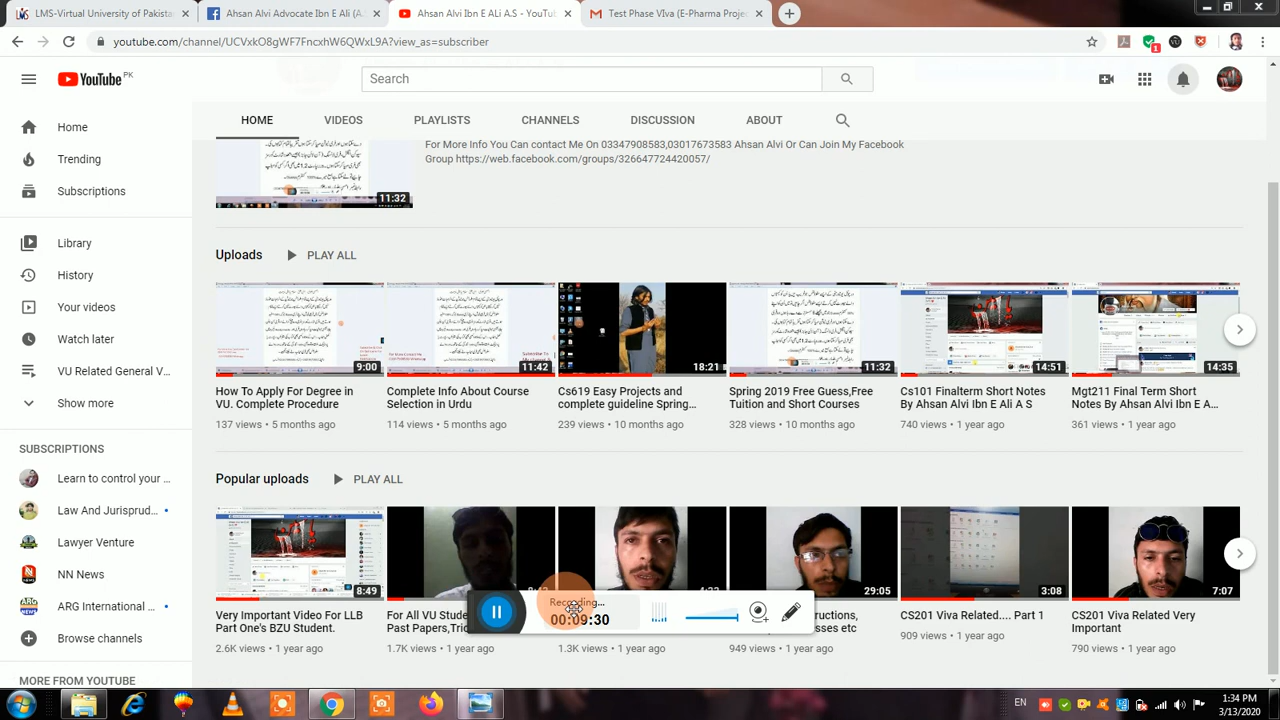 LMS-Virtual University of Pakista
Ahsan Alvi Advocate Ibn E Ali (A.S
Ahsan Alvi Ibn E ALi A.S - YouTu
Test Phase VIva (E-Pharma Proje
youtube.com/channel/UCVxkO8gWF7FncxhW6QWxL9A?view_as=subscriber
YouTube PK
Search
HOME VIDEOS PLAYLISTS CHANNELS DISCUSSION ABOUT
For More Info You Can contact Me On 03347908583,03017673583 Ahsan Alvi Or Can Join My Facebook
Group https://web.facebook.com/groups/326647724420057/
11:32
Home
Trending
Subscriptions
Library
History
Your videos
Watch later
VU Related General V...
Show more
SUBSCRIPTIONS
Learn to control your ...
Law And Jurisprud...
Lawyer Venture
NN News
ARG International ...
Browse channels
MORE FROM YOUTUBE
Uploads PLAY ALL
9:00
How To Apply For Degree in
VU. Complete Procedure
137 views • 5 months ago
11:42
Complete Info About Course
Selection in Urdu
114 views • 5 months ago
18:21
Cs619 Easy Projects and
complete guideline Spring...
239 views • 10 months ago
11:32
Spring 2019 Free Guess,Free
Tuition and Short Courses
328 views • 10 months ago
14:51
Cs101 Finalterm Short Notes
By Ahsan Alvi Ibn E Ali A S
740 views • 1 year ago
14:35
Mgt211 Final Term Short
Notes By Ahsan Alvi Ibn E A...
361 views • 1 year ago
Popular uploads PLAY ALL
8:49
Very Important Video For LLB
Part One's BZU Student.
2.6K views • 1 year ago
For All VU Stude
Past Papers,Tric
1.7K views • 1 year ago
1.3K views • 1 year ago
29:05
949 views • 1 year ago
3:08
CS201 Viva Related.... Part 1
909 views • 1 year ago
7:07
CS201 Viva Related Very
Important
790 views • 1 year ago
Recording...
00:09:30
EN
1:34 PM
3/13/2020